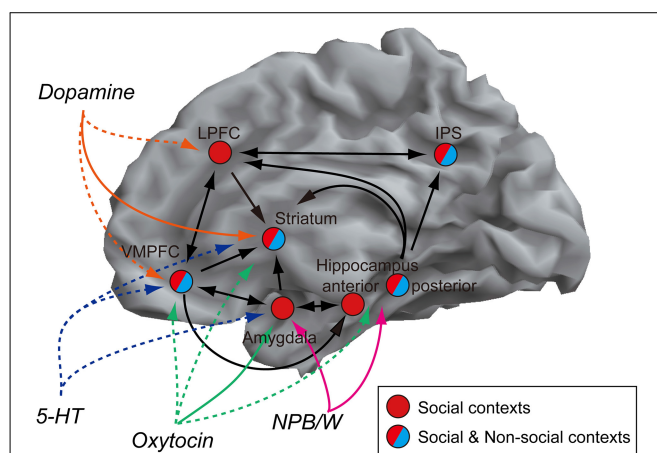 Dopamine
LPFC
IPS
Striatum
VMPFC
Hippocampus
anterior
posterior
Amygdala
5-HT
Oxytocin
NPB/W
Social contexts
Social & Non-social contexts